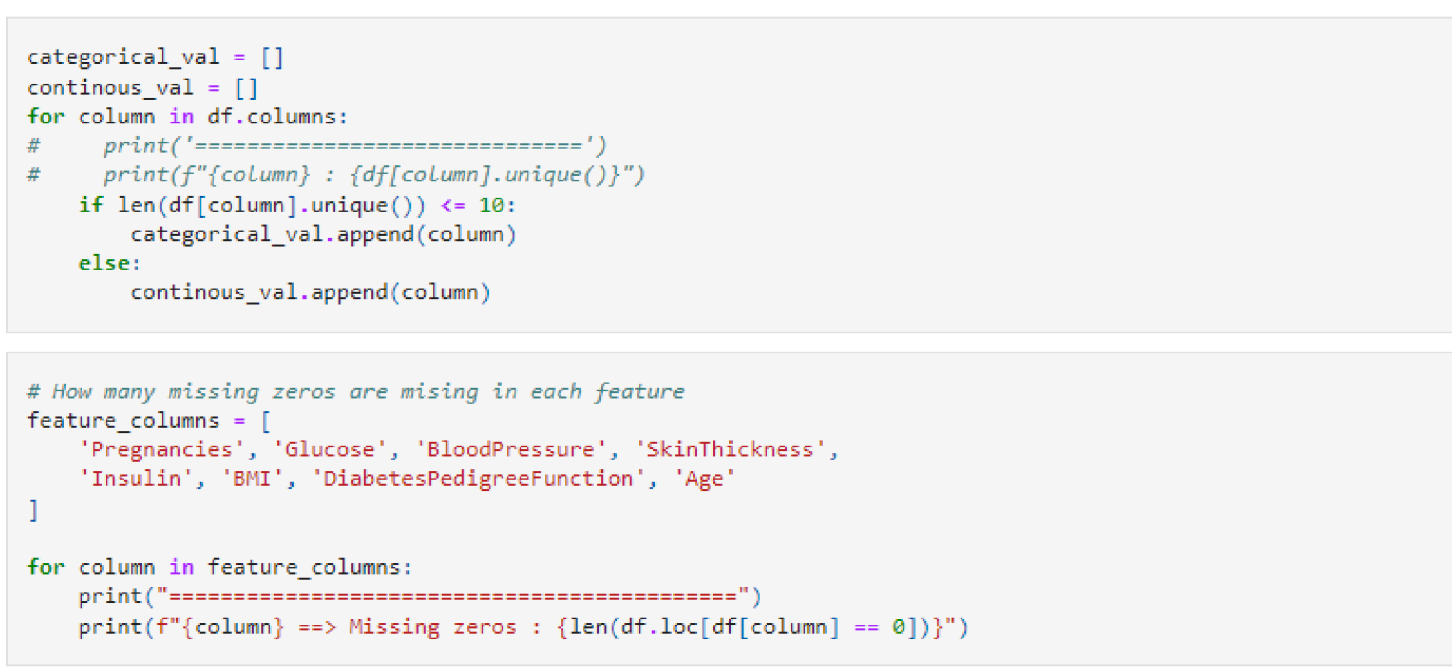 categorical_val = []
continous_val = []
for column in df.columns:
#     print('==============================')
#     print(f"{column} : {df[column].unique()}")
    if len(df[column].unique()) <= 10:
        categorical_val.append(column)
    else:
        continous_val.append(column)
# How many missing zeros are mising in each feature
feature_columns = [
    'Pregnancies', 'Glucose', 'BloodPressure', 'SkinThickness',
    'Insulin', 'BMI', 'DiabetesPedigreeFunction', 'Age'
]
for column in feature_columns:
    print("============================================")
    print(f"{column} ==> Missing zeros : {len(df.loc[df[column] == 0])}")